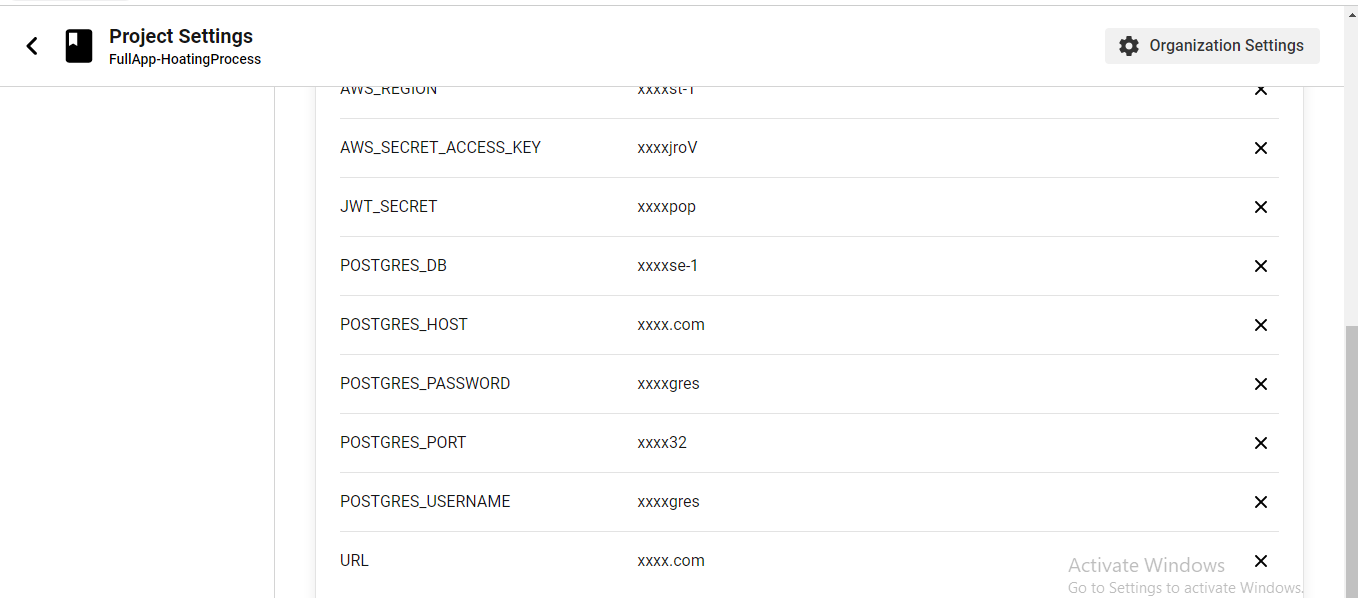 Project Settings
FullApp-HoatingProcess
Organization Settings
AWS_REGION xxxxst-1
AWS_SECRET_ACCESS_KEY xxxxjroV
JWT_SECRET xxxxpop
POSTGRES_DB xxxxse-1
POSTGRES_HOST xxxx.com
POSTGRES_PASSWORD xxxxgres
POSTGRES_PORT xxxx32
POSTGRES_USERNAME xxxxgres
URL xxxx.com
Activate Windows
Go to Settings to activate Windows.